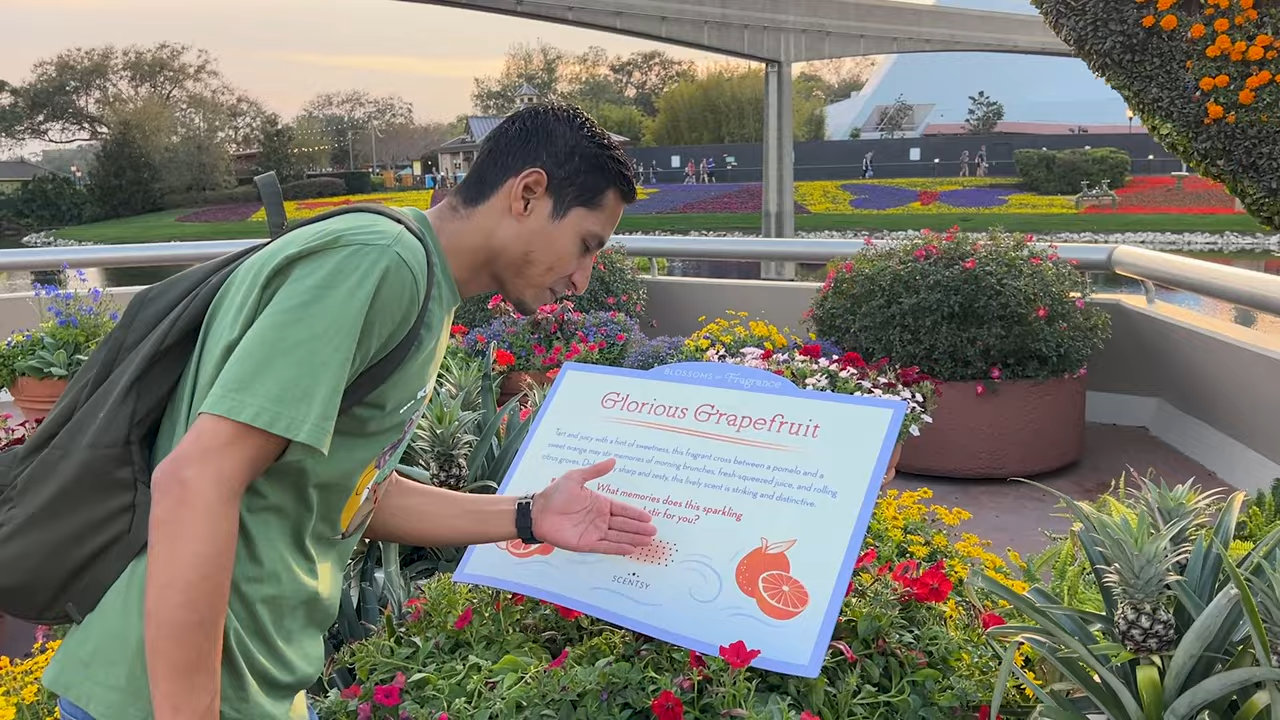 BLOSSOMS of Fragrance
Glorious Grapefruit
Tart and juicy with a hint of sweetness, this fragrant cross between a pomelo and a
sweet orange may stir memories of morning brunches, fresh-squeezed juice, and rolling
citrus groves. sharp and zesty, this lively scent is striking and distinctive.
What memories does this sparkling
stir for you?
SCENTSY